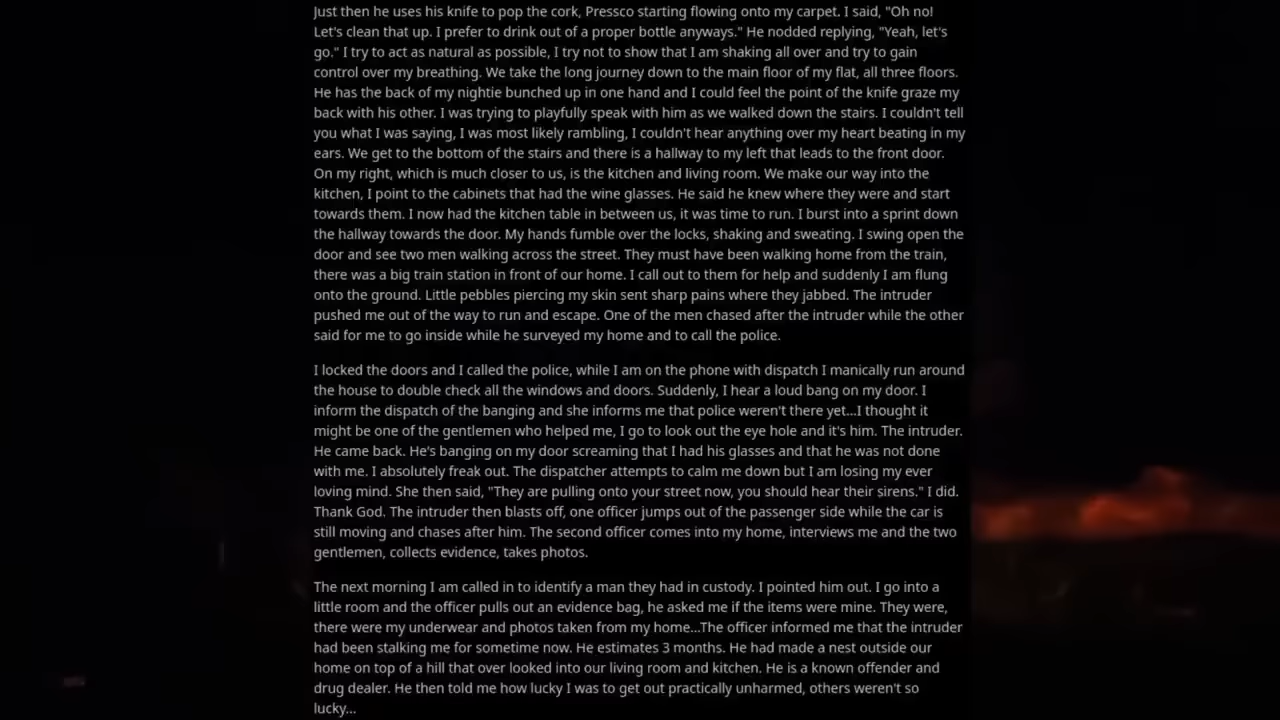 Just then he uses his knife to pop the cork, Pressco starting flowing onto my carpet. I said, "Oh no!
Let's clean that up. I prefer to drink out of a proper bottle anyways." He nodded replying, "Yeah, let's
go." I try to act as natural as possible, I try not to show that I am shaking all over and try to gain
control over my breathing. We take the long journey down to the main floor of my flat, all three floors.
He has the back of my nightie bunched up in one hand and I could feel the point of the knife graze my
back with his other. I was trying to playfully speak with him as we walked down the stairs. I couldn't tell
you what I was saying, I was most likely rambling, I couldn't hear anything over my heart beating in my
ears. We get to the bottom of the stairs and there is a hallway to my left that leads to the front door.
On my right, which is much closer to us, is the kitchen and living room. We make our way into the
kitchen, I point to the cabinets that had the wine glasses. He said he knew where they were and start
towards them. I now had the kitchen table in between us, it was time to run. I burst into a sprint down
the hallway towards the door. My hands fumble over the locks, shaking and sweating. I swing open the
door and see two men walking across the street. They must have been walking home from the train,
there was a big train station in front of our home. I call out to them for help and suddenly I am flung
onto the ground. Little pebbles piercing my skin sent sharp pains where they jabbed. The intruder
pushed me out of the way to run and escape. One of the men chased after the intruder while the other
said for me to go inside while he surveyed my home and to call the police.
I locked the doors and I called the police, while I am on the phone with dispatch I manically run around
the house to double check all the windows and doors. Suddenly, I hear a loud bang on my door. I
inform the dispatch of the banging and she informs me that police weren't there yet...I thought it
might be one of the gentlemen who helped me, I go to look out the eye hole and it's him. The intruder.
He came back. He's banging on my door screaming that I had his glasses and that he was not done
with me. I absolutely freak out. The dispatcher attempts to calm me down but I am losing my ever
loving mind. She then said, "They are pulling onto your street now, you should hear their sirens." I did.
Thank God. The intruder then blasts off, one officer jumps out of the passenger side while the car is
still moving and chases after him. The second officer comes into my home, interviews me and the two
gentlemen, collects evidence, takes photos.
The next morning I am called in to identify a man they had in custody. I pointed him out. I go into a
little room and the officer pulls out an evidence bag, he asked me if the items were mine. They were,
there were my underwear and photos taken from my home...The officer informed me that the intruder
had been stalking me for sometime now. He estimates 3 months. He had made a nest outside our
home on top of a hill that over looked into our living room and kitchen. He is a known offender and
drug dealer. He then told me how lucky I was to get out practically unharmed, others weren't so
lucky...